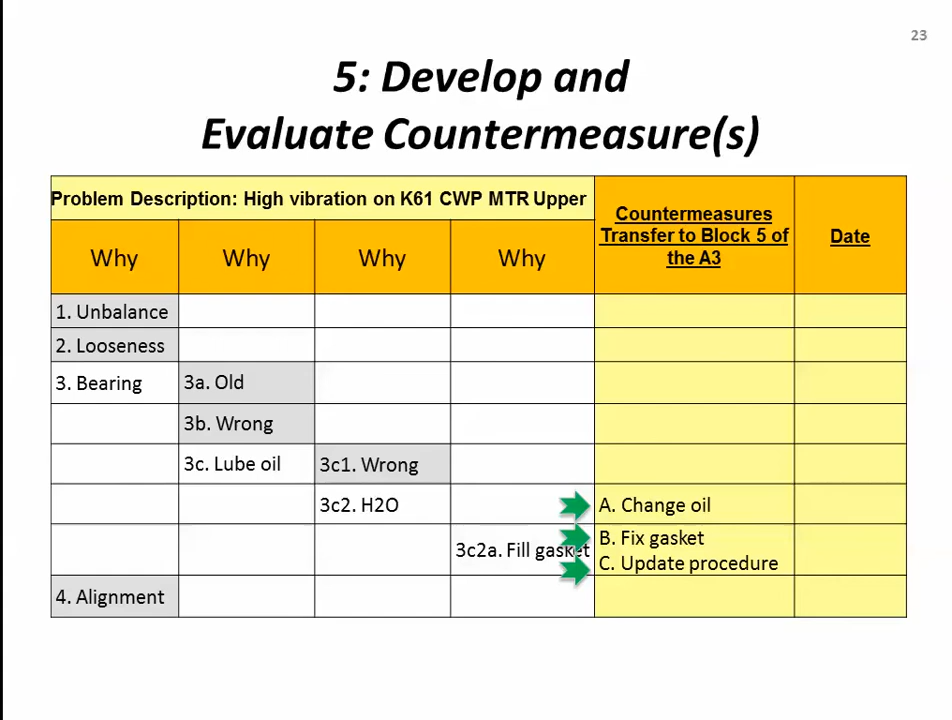 23
5: Develop and
Evaluate Countermeasure(s)
Problem Description: High vibration on K61 CWP MTR Upper
Countermeasures
Transfer to Block 5 of
the A3
Date
Why Why Why Why
1. Unbalance
2. Looseness
3. Bearing 3a. Old
3b. Wrong
3c. Lube oil 3c1. Wrong
3c2. H2O A. Change oil
3c2a. Fill gasket B. Fix gasket
C. Update procedure
4. Alignment